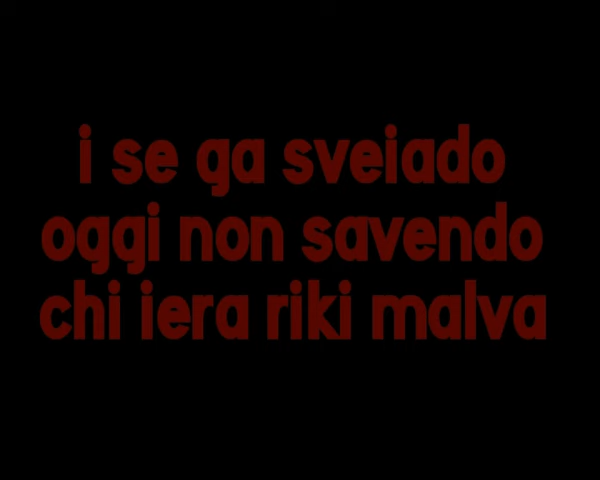 i se ga sveiado
oggi non savendo
chi iera riki malva